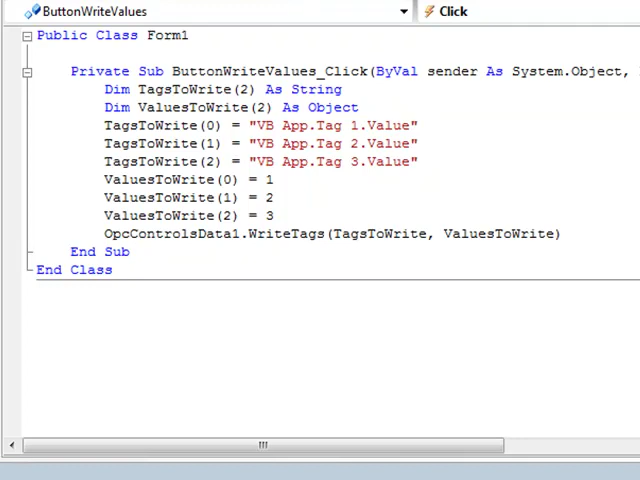 ButtonWriteValues Click
Public Class Form1
Private Sub ButtonWriteValues_Click(ByVal sender As System.Object,
Dim TagsToWrite(2) As String
Dim ValuesToWrite(2) As Object
TagsToWrite(0) = "VB App.Tag 1.Value"
TagsToWrite(1) = "VB App.Tag 2.Value"
TagsToWrite(2) = "VB App.Tag 3.Value"
ValuesToWrite(0) = 1
ValuesToWrite(1) = 2
ValuesToWrite(2) = 3
OpcControlsData1.WriteTags(TagsToWrite, ValuesToWrite)
End Sub
End Class